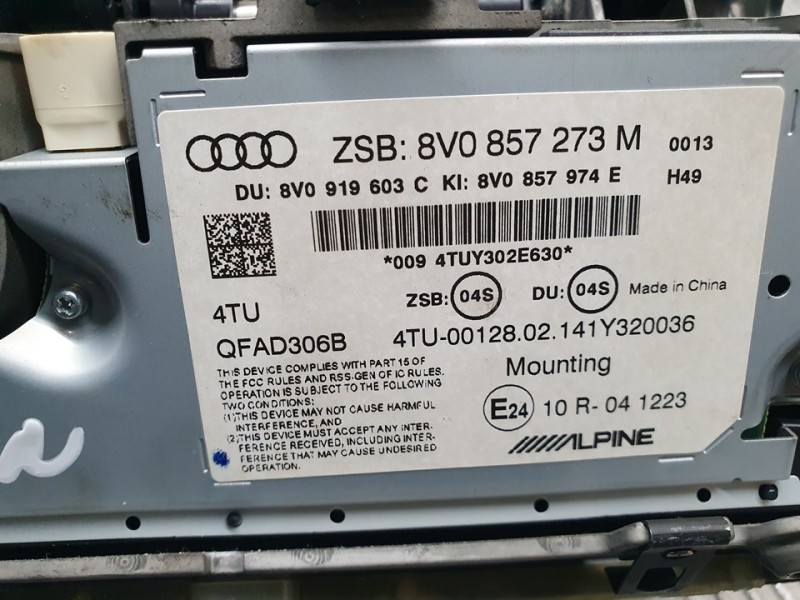 ZSB: 8V0 857 273 M 0013
DU: 8V0 919 603 C KI: 8V0 857 974 E H49
*009 4TUY302E630*
ZSB: 04S DU: 04S Made in China
4TU
QFAD306B 4TU-00128.02.141Y320036
THIS DEVICE COMPLIES WITH PART 15 OF
THE FCC RULES AND RSS-GEN OF IC RULES.
OPERATION IS SUBJECT TO THE FOLLOWING
TWO CONDITIONS:
(1)THIS DEVICE MAY NOT CAUSE HARMFUL
INTERFERENCE, AND
(2)THIS DEVICE MUST ACCEPT ANY INTER-
FERENCE RECEIVED, INCLUDING INTER-
FERENCE THAT MAY CAUSE UNDESIRED
OPERATION.
Mounting
E24 10 R- 04 1223
ALPINE